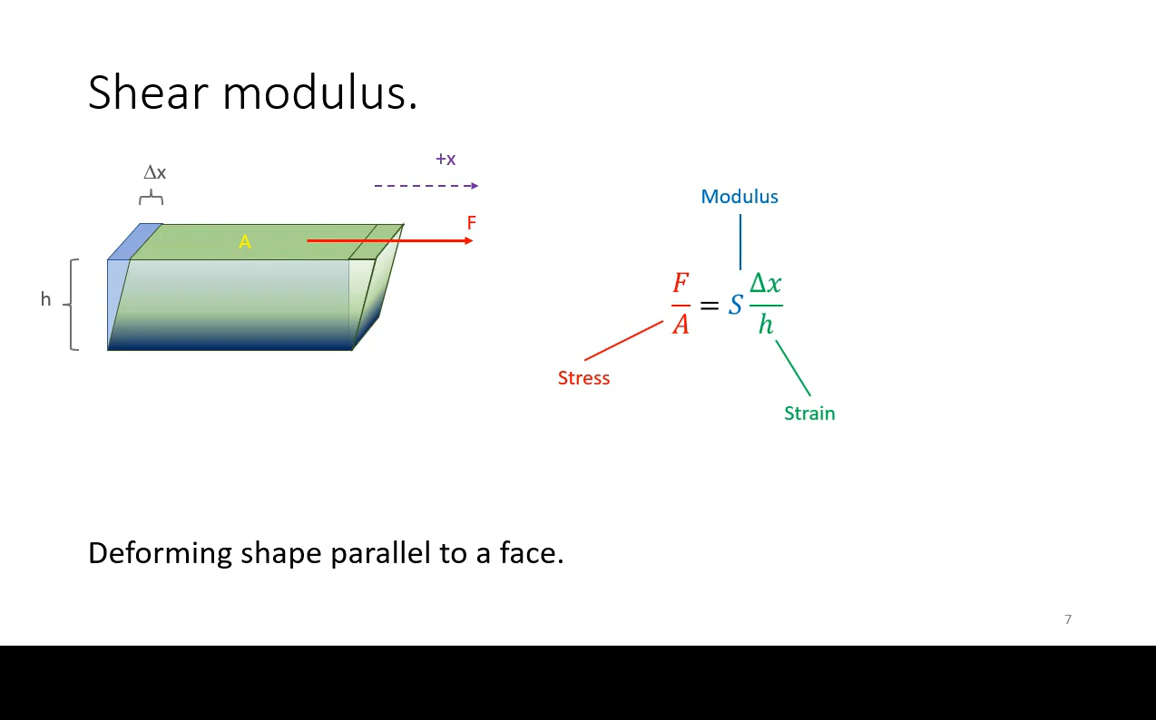 Shear modulus.
Δx
+x
F
A
h
Modulus
F/A = S Δx/h
Stress
Strain
Deforming shape parallel to a face.
7